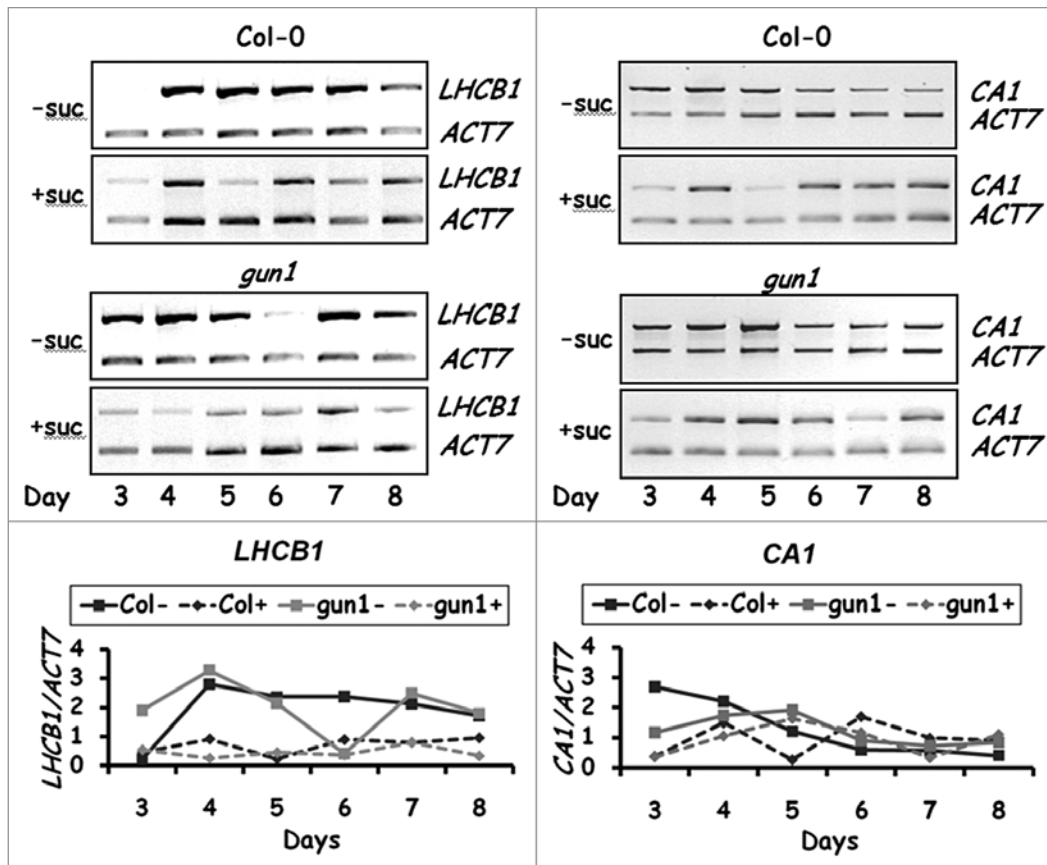 Col-0
-suc
LHCB1
ACT7
+suc
LHCB1
ACT7
gun1
-suc
LHCB1
ACT7
+suc
LHCB1
ACT7
Day 3 4 5 6 7 8
Col-0
-suc
CA1
ACT7
+suc
CA1
ACT7
gun1
-suc
CA1
ACT7
+suc
CA1
ACT7
3 4 5 6 7 8
LHCB1
Col- Col+ gun1- gun1+
LHCB1/ACT7
4
3
2
1
0
3 4 5 6 7 8
Days
CA1
Col- Col+ gun1- gun1+
CA1/ACT7
4
3
2
1
0
3 4 5 6 7 8
Days